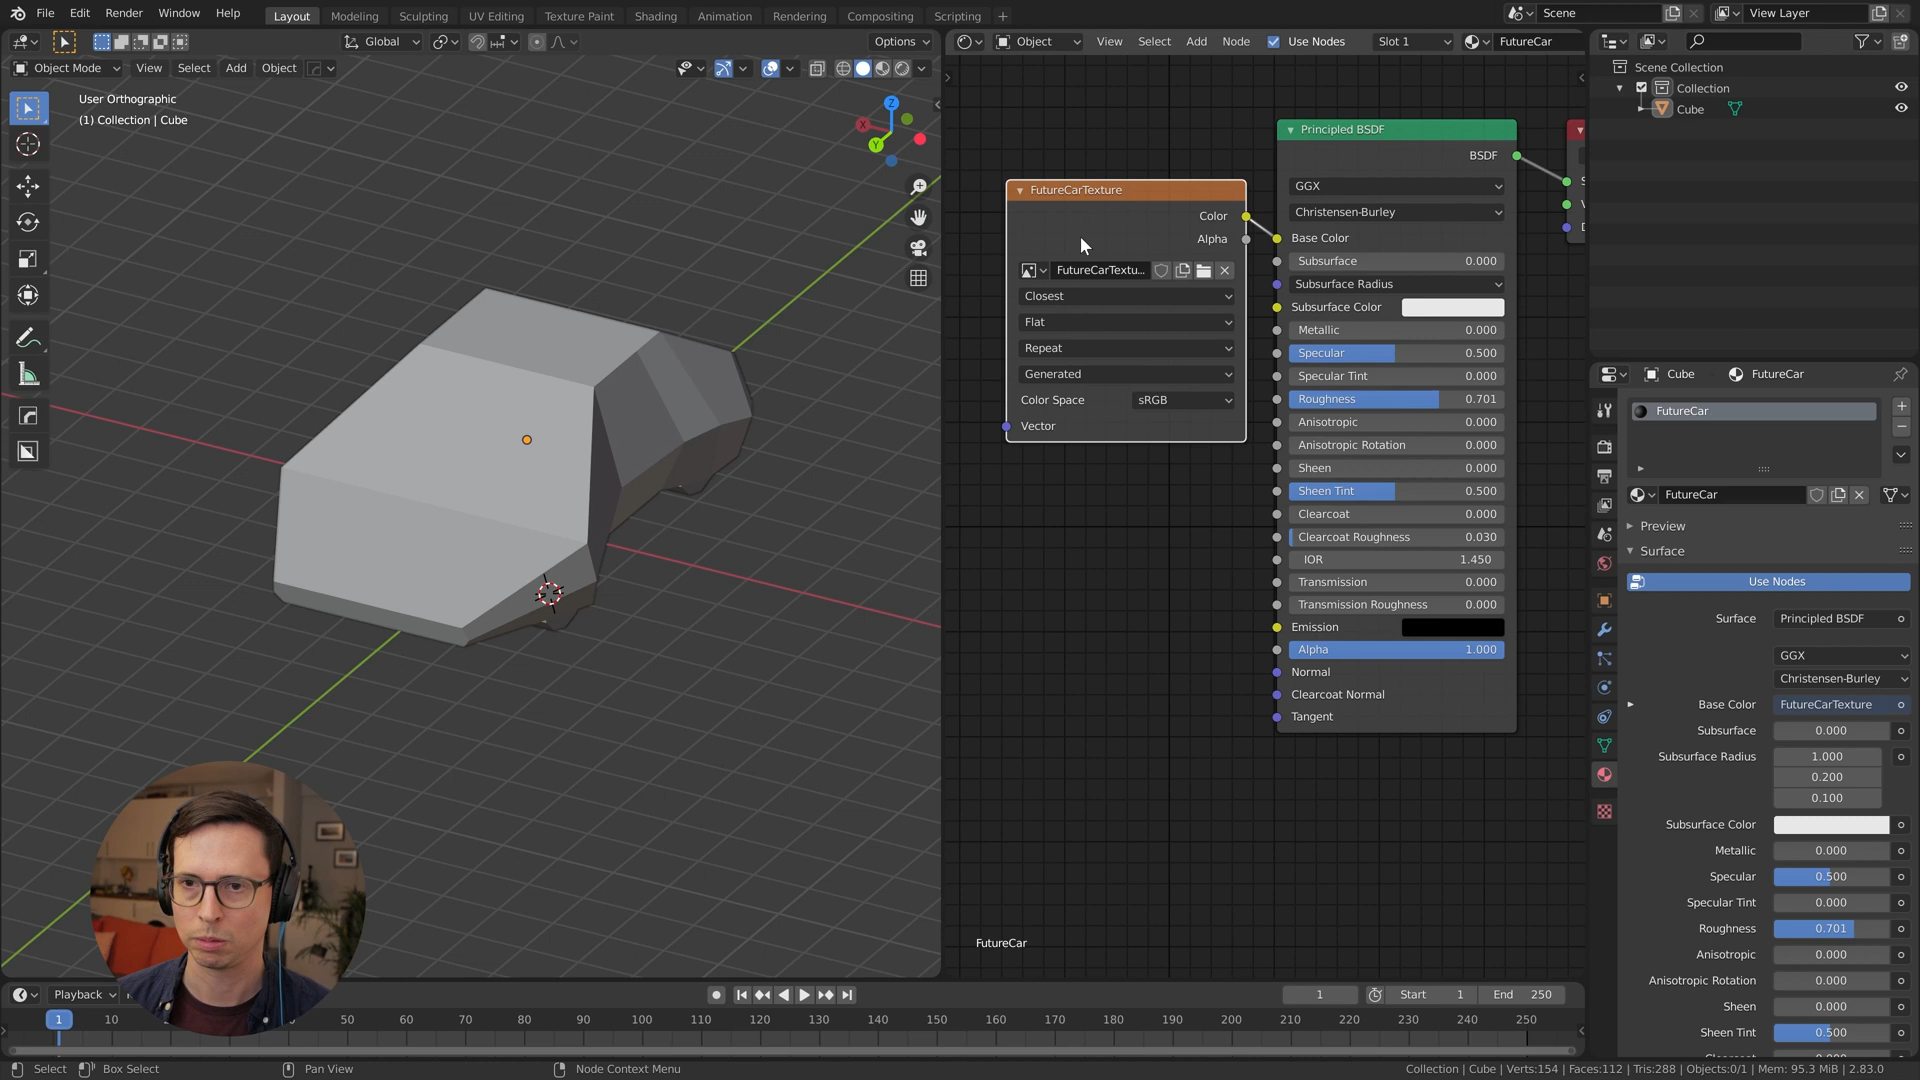 File Edit Render Window Help
Layout Modeling Sculpting UV Editing Texture Paint Shading Animation Rendering Compositing Scripting
Scene
View Layer
Global
Options
Object
View Select Add Node
Use Nodes
Slot 1
FutureCar
Object Mode View Select Add Object
User Orthographic
(1) Collection | Cube
Z
X
Y
FutureCarTexture
Color
Alpha
FutureCarTextu...
Closest
Flat
Repeat
Generated
Color Space sRGB
Vector
Principled BSDF
BSDF
GGX
Christensen-Burley
Base Color
Subsurface 0.000
Subsurface Radius
Subsurface Color
Metallic 0.000
Specular 0.500
Specular Tint 0.000
Roughness 0.701
Anisotropic 0.000
Anisotropic Rotation 0.000
Sheen 0.000
Sheen Tint 0.500
Clearcoat 0.000
Clearcoat Roughness 0.030
IOR 1.450
Transmission 0.000
Transmission Roughness 0.000
Emission
Alpha 1.000
Normal
Clearcoat Normal
Tangent
FutureCar
Scene Collection
Collection
Cube
Cube FutureCar
FutureCar
FutureCar
Preview
Surface
Use Nodes
Surface Principled BSDF
GGX
Christensen-Burley
Base Color FutureCarTexture
Subsurface 0.000
Subsurface Radius 1.000
0.200
0.100
Subsurface Color
Metallic 0.000
Specular 0.500
Specular Tint 0.000
Roughness 0.701
Anisotropic 0.000
Anisotropic Rotation 0.000
Sheen 0.000
Sheen Tint 0.500
Playback
1
Start 1
End 250
1 10 50 60 70 80 90 100 110 120 130 140 150 160 170 180 190 200 210 220 230 240 250
Select Box Select Pan View Node Context Menu
Collection | Cube | Verts:154 | Faces:112 | Tris:288 | Objects:0/1 | Mem: 95.3 MiB | 2.83.0